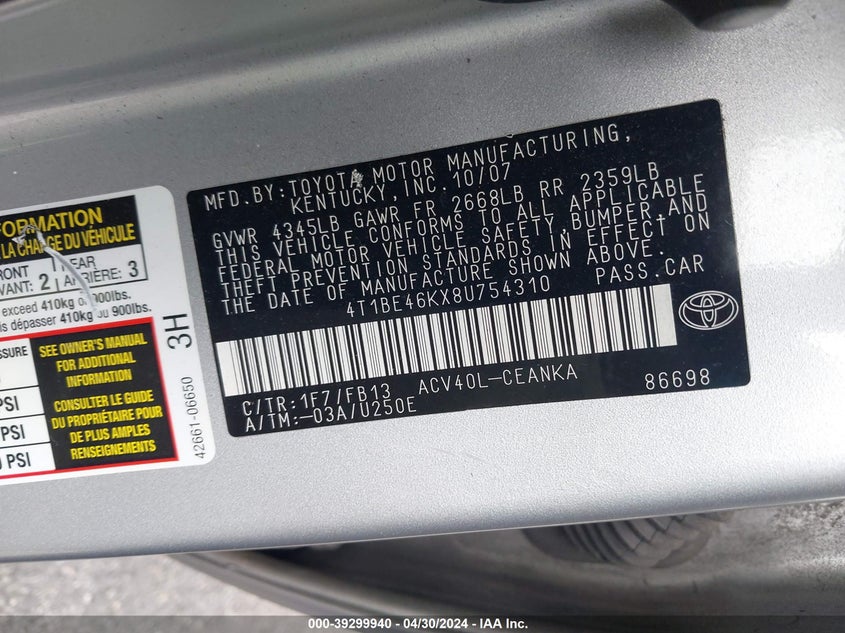 MFD.BY:TOYOTA MOTOR MANUFACTURING,
KENTUCKY, INC.10/07
GVWR 4345LB GAWR FR 2668LB RR 2359LB
THIS VEHICLE CONFORMS TO ALL APPLICABLE
FEDERAL MOTOR VEHICLE SAFETY,BUMPER,AND
THEFT PREVENTION STANDARDS IN EFFECT ON
THE DATE OF MANUFACTURE SHOWN ABOVE.
4T1BE46KX8U754310 PASS.CAR
C/TR:1F7/FB13 ACV40L-CEANKA 86698
A/TM:-03A/U250E
FORMATION
LA CHARGE DU VÉHICULE
FRONT
VANT: 2 REAR
ARRIÈRE: 3
exceed 410kg or 900lbs.
is dépasser 410kg ou 900lbs.
SSURE
SEE OWNER'S MANUAL
FOR ADDITIONAL
INFORMATION
PSI
CONSULTER LE GUIDE
DU PROPRIÉTAIRE POUR
PSI
DE PLUS AMPLES
RENSEIGNEMENTS
PSI
3H
42661-06650
000-39299940 - 04/30/2024 - IAA Inc.